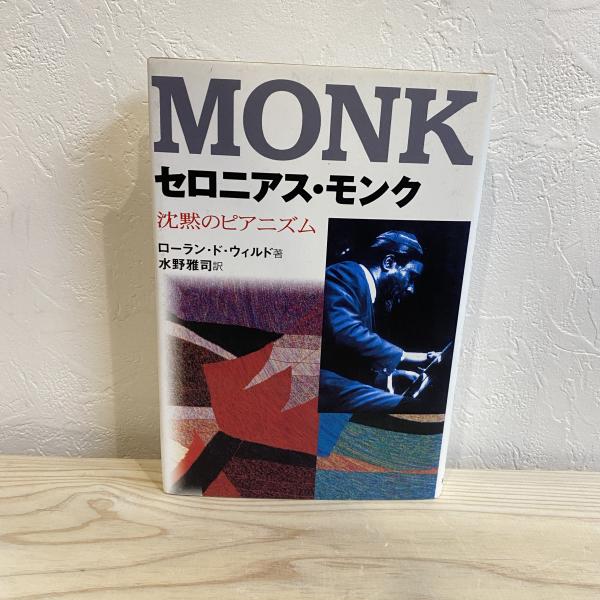 MONK
セロニアス・モンク
沈黙のピアニズム
ローラン・ド・ウィルド著
水野雅司訳